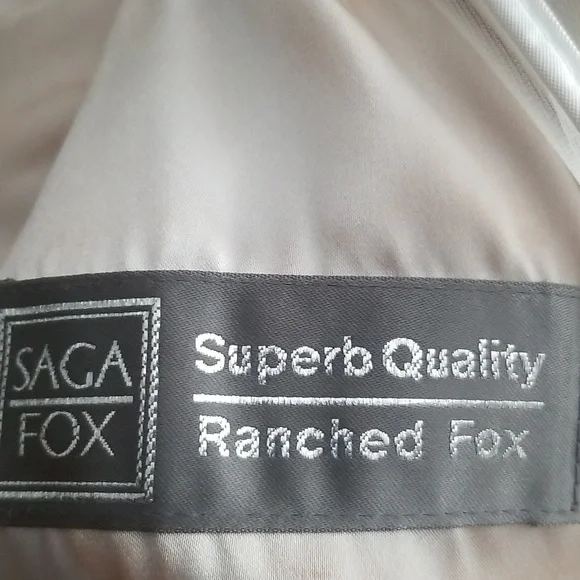 SAGA
FOX
Superb Quality
Ranched Fox